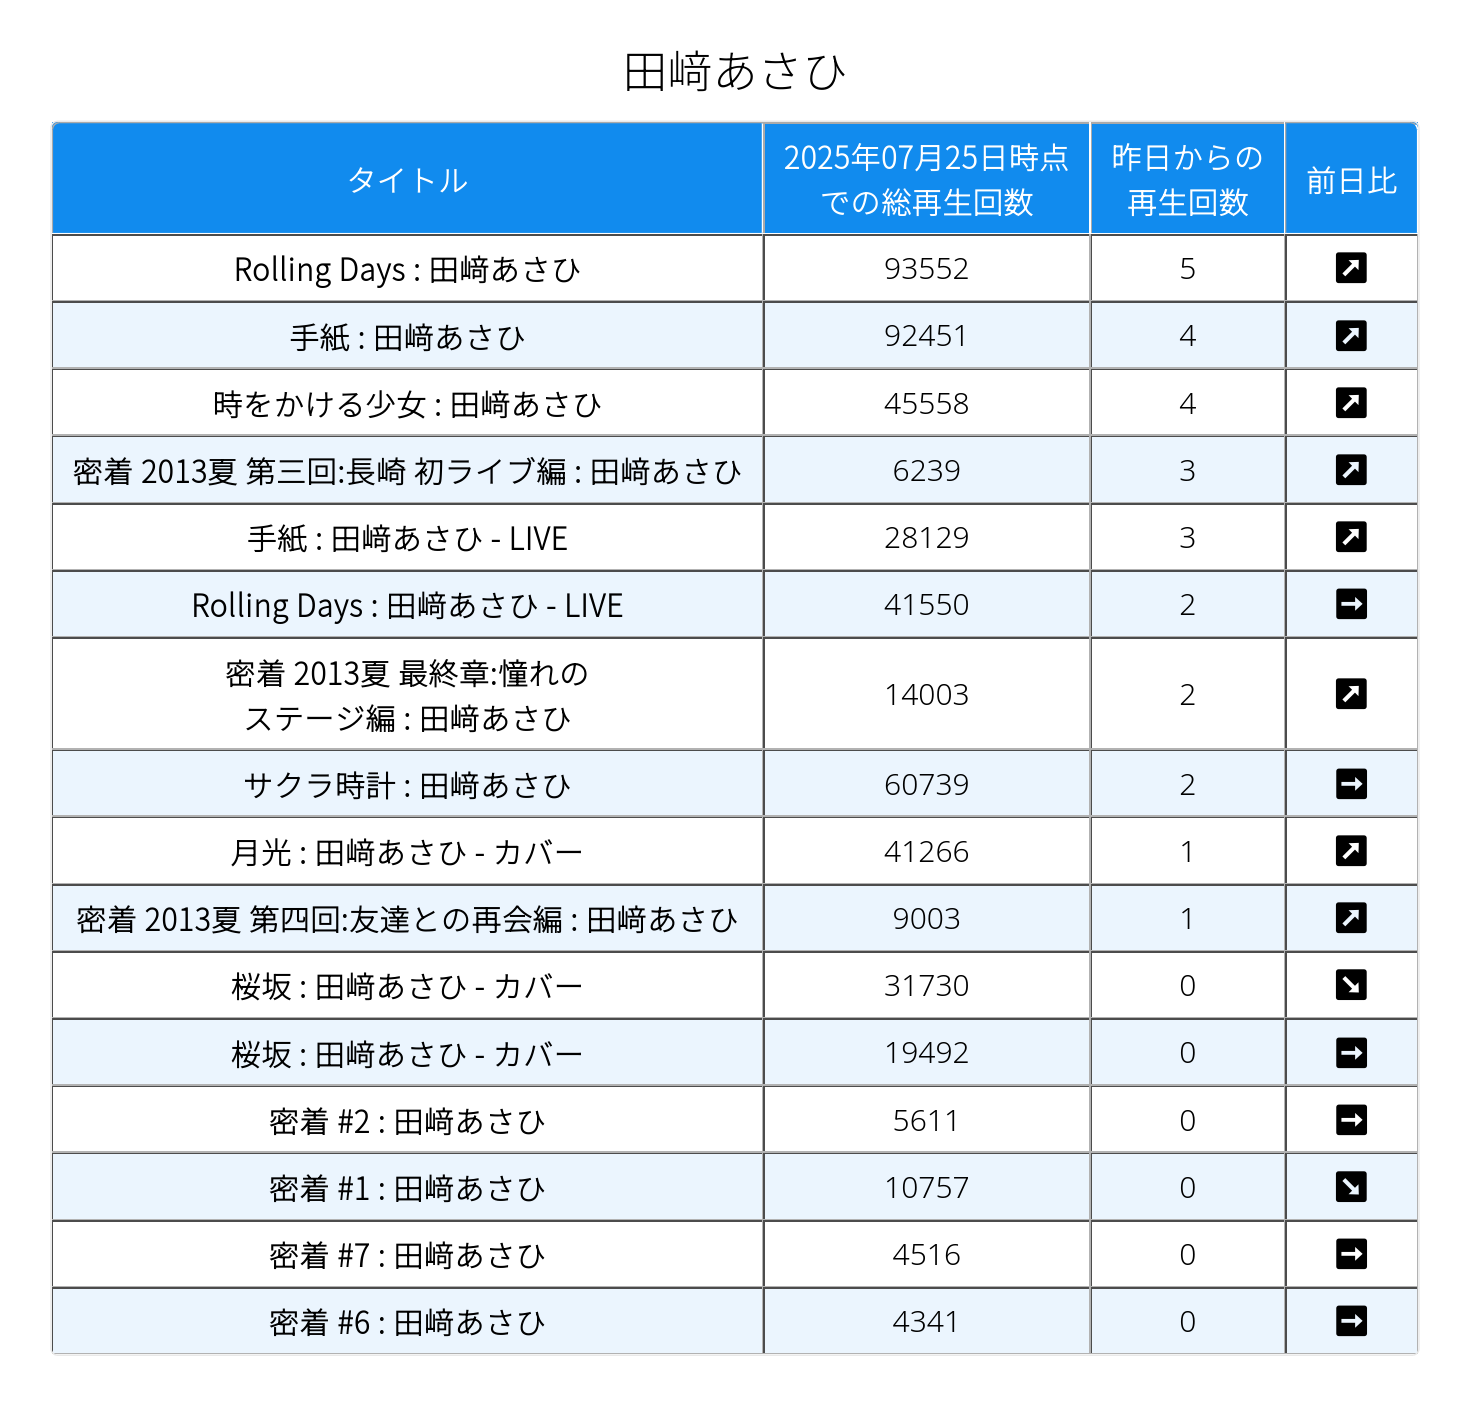 田﨑あさひ
タイトル
2025年07月25日時点
での総再生回数
昨日からの
再生回数
前日比
Rolling Days : 田﨑あさひ 93552 5 ↗
手紙 : 田﨑あさひ 92451 4 ↗
時をかける少女 : 田﨑あさひ 45558 4 ↗
密着 2013夏 第三回:長崎 初ライブ編 : 田﨑あさひ 6239 3 ↗
手紙 : 田﨑あさひ - LIVE 28129 3 ↗
Rolling Days : 田﨑あさひ - LIVE 41550 2 →
密着 2013夏 最終章:憧れの
ステージ編 : 田﨑あさひ 14003 2 ↗
サクラ時計 : 田﨑あさひ 60739 2 →
月光 : 田﨑あさひ - カバー 41266 1 ↗
密着 2013夏 第四回:友達との再会編 : 田﨑あさひ 9003 1 ↗
桜坂 : 田﨑あさひ - カバー 31730 0 ↘
桜坂 : 田﨑あさひ - カバー 19492 0 →
密着 #2 : 田﨑あさひ 5611 0 →
密着 #1 : 田﨑あさひ 10757 0 ↘
密着 #7 : 田﨑あさひ 4516 0 →
密着 #6 : 田﨑あさひ 4341 0 →